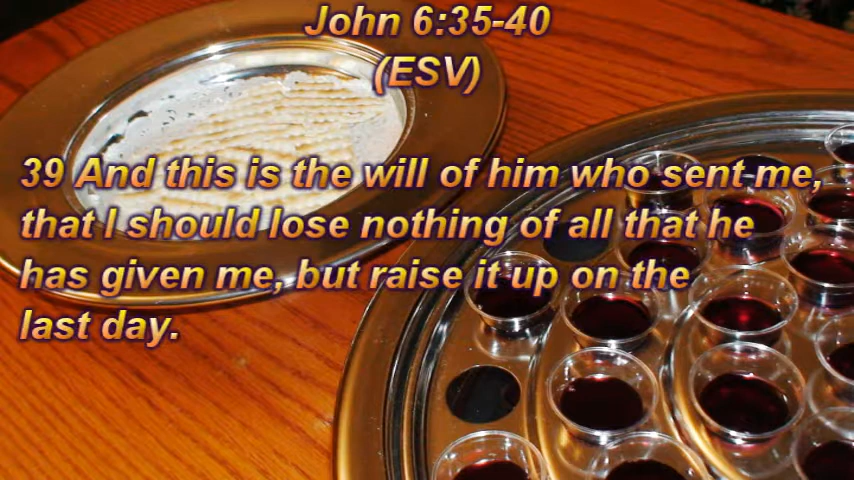 John 6:35-40
(ESV)
39 And this is the will of him who sent me,
that I should lose nothing of all that he
has given me, but raise it up on the
last day.